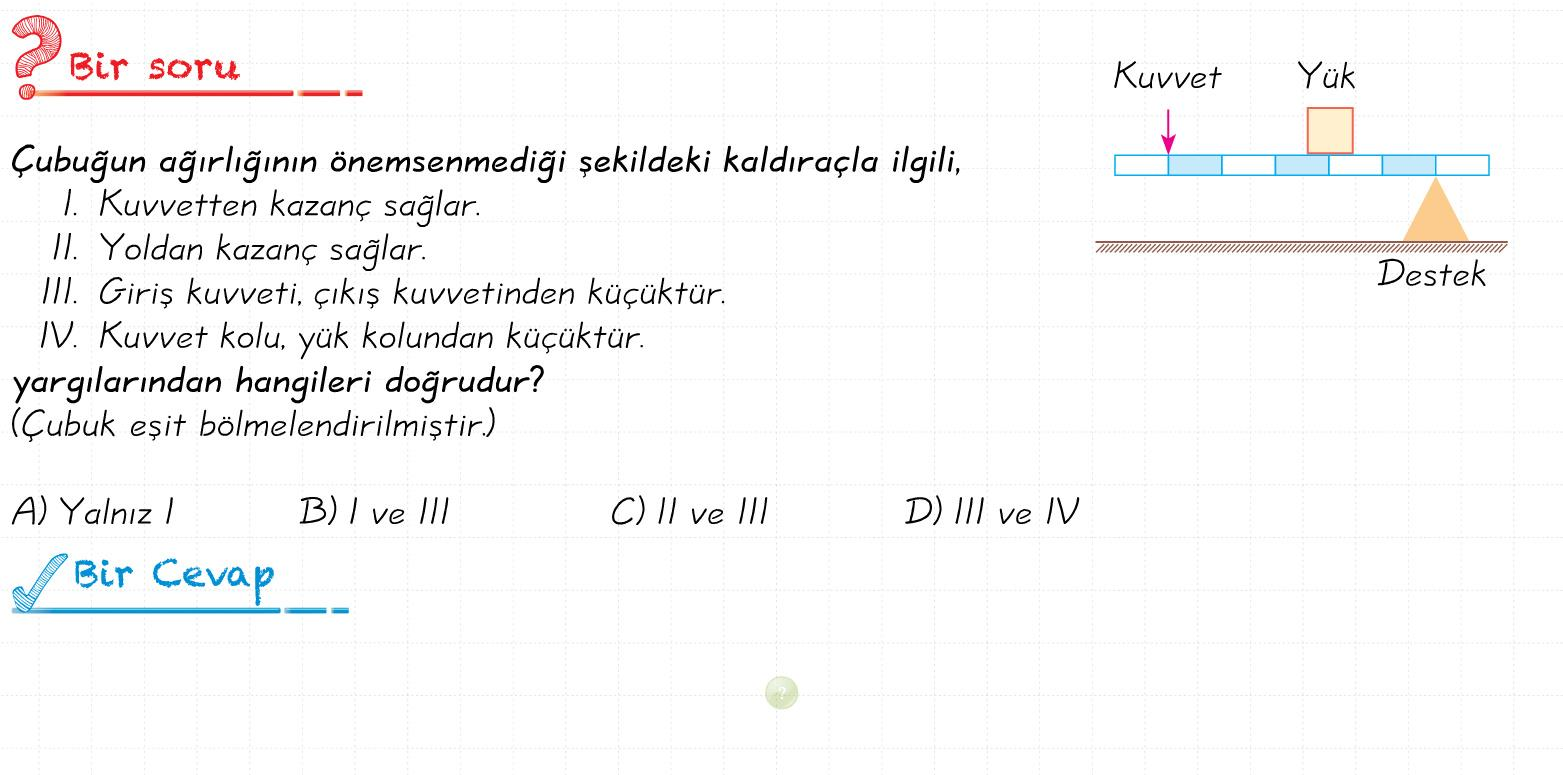 ?
Bir soru
Kuvvet Yük
Çubuğun ağırlığının önemsenmediği şekildeki kaldıraçla ilgili,
I. Kuvvetten kazanç sağlar.
II. Yoldan kazanç sağlar.
III. Giriş kuvveti, çıkış kuvvetinden küçüktür.
IV. Kuvvet kolu, yük kolundan küçüktür.
yargılarından hangileri doğrudur?
(Çubuk eşit bölmelendirilmiştir.)
Destek
A) Yalnız I B) I ve III C) II ve III D) III ve IV
Bir Cevap
?